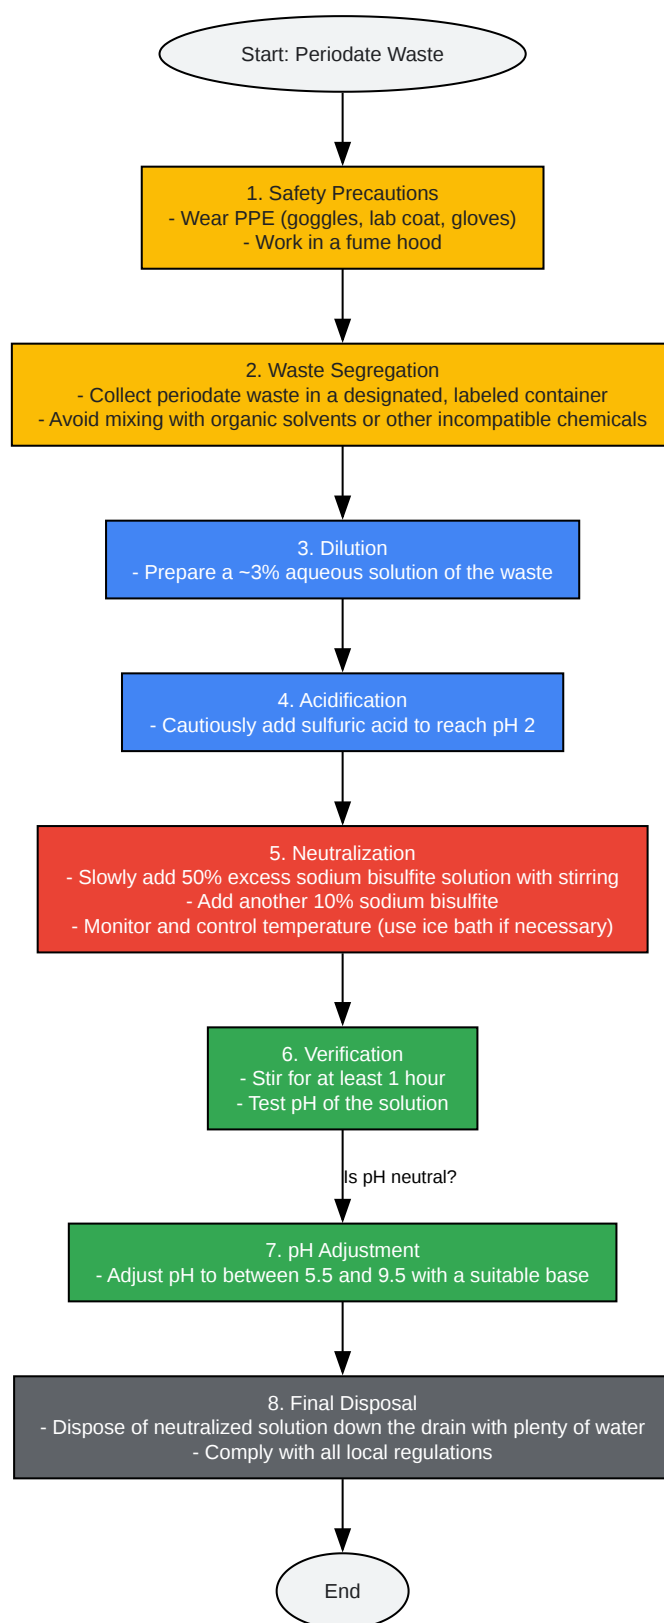 Start: Periodate Waste
1. Safety Precautions
- Wear PPE (goggles, lab coat, gloves)
- Work in a fume hood
2. Waste Segregation
- Collect periodate waste in a designated, labeled container
- Avoid mixing with organic solvents or other incompatible chemicals
3. Dilution
- Prepare a ~3% aqueous solution of the waste
4. Acidification
- Cautiously add sulfuric acid to reach pH 2
5. Neutralization
- Slowly add 50% excess sodium bisulfite solution with stirring
- Add another 10% sodium bisulfite
- Monitor and control temperature (use ice bath if necessary)
6. Verification
- Stir for at least 1 hour
- Test pH of the solution
Is pH neutral?
7. pH Adjustment
- Adjust pH to between 5.5 and 9.5 with a suitable base
8. Final Disposal
- Dispose of neutralized solution down the drain with plenty of water
- Comply with all local regulations
End